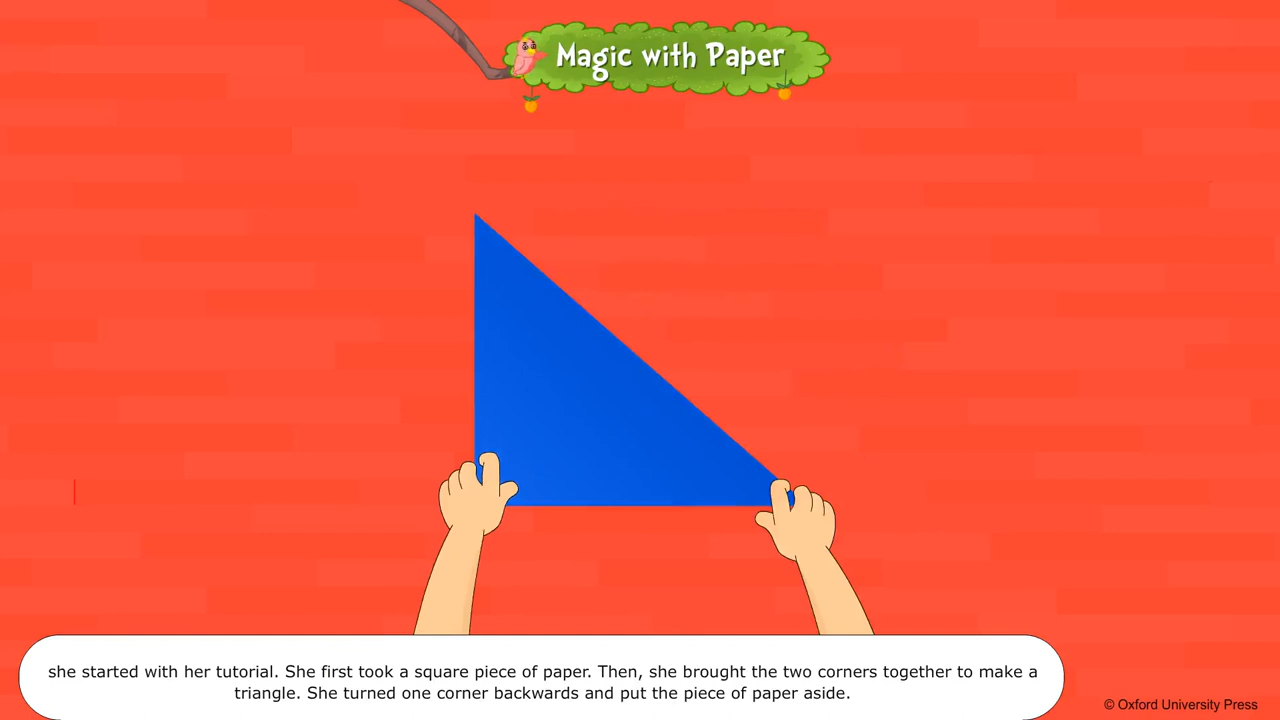 Magic with Paper
she started with her tutorial. She first took a square piece of paper. Then, she brought the two corners together to make a
triangle. She turned one corner backwards and put the piece of paper aside.
© Oxford University Press